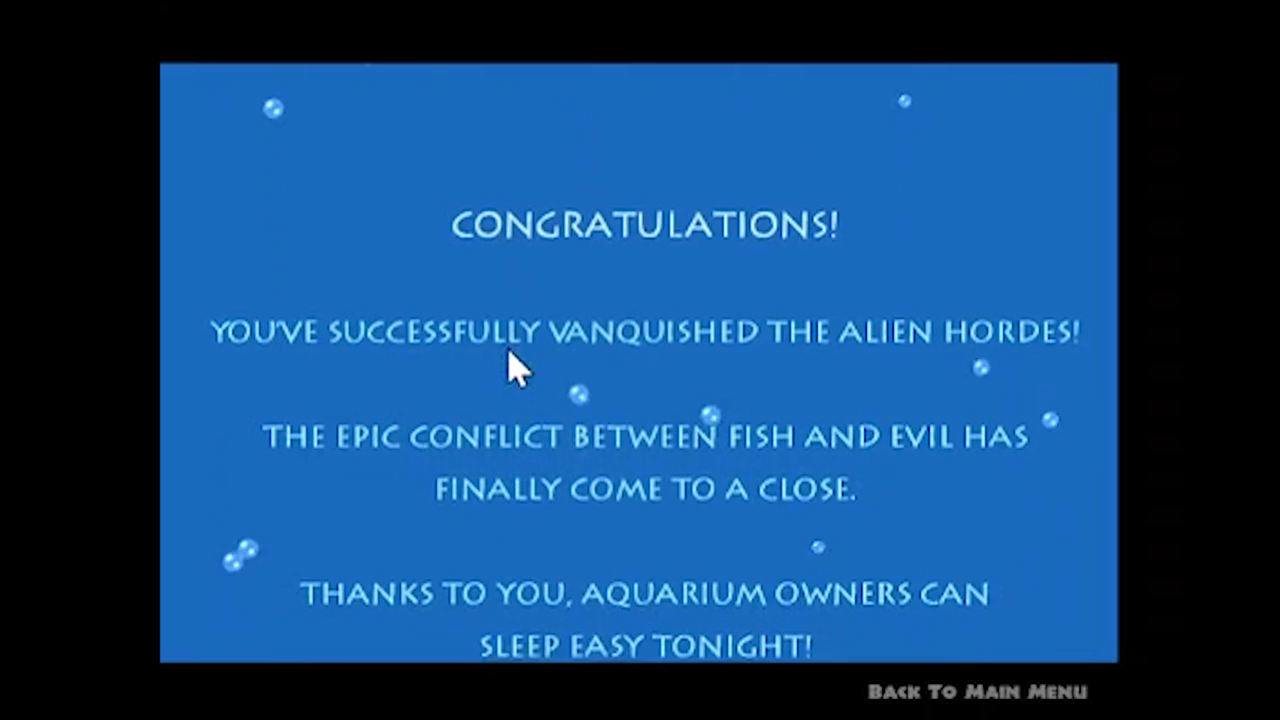 CONGRATULATIONS!
YOU'VE SUCCESSFULLY VANQUISHED THE ALIEN HORDES!
THE EPIC CONFLICT BETWEEN FISH AND EVIL HAS
FINALLY COME TO A CLOSE.
THANKS TO YOU, AQUARIUM OWNERS CAN
SLEEP EASY TONIGHT!
BACK TO MAIN MENU